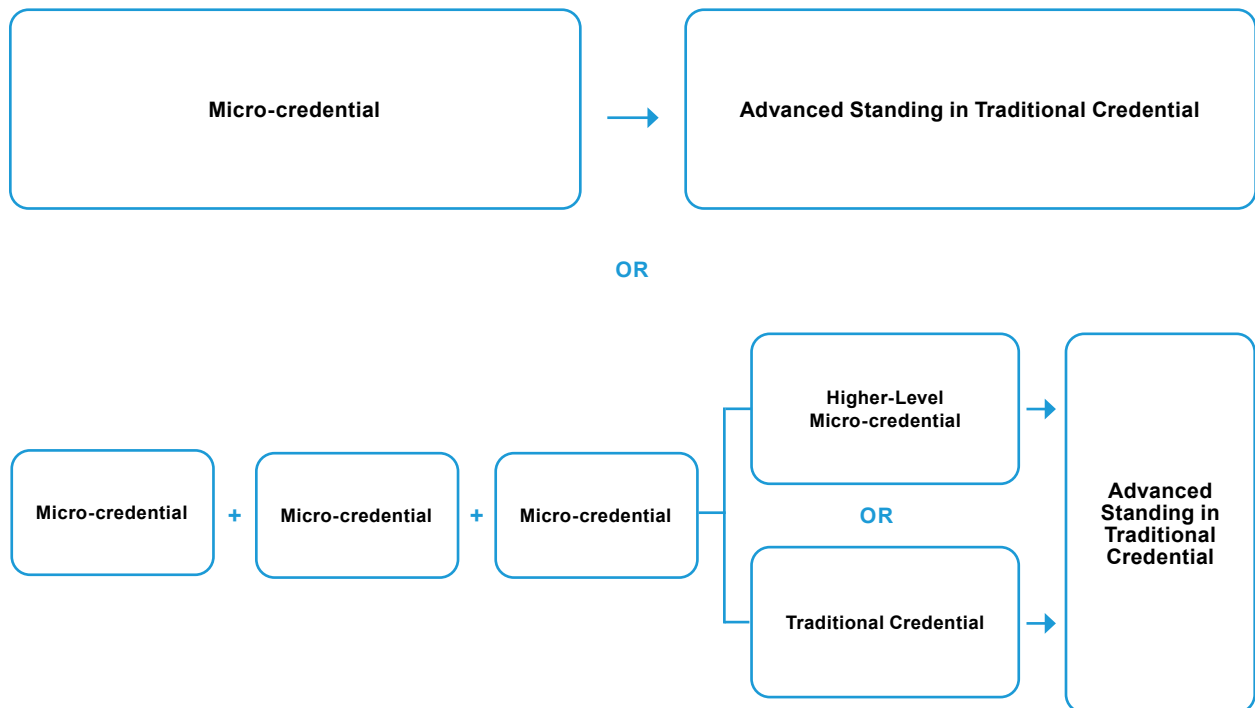 Micro-credential
Advanced Standing in Traditional Credential
OR
Higher-Level
Micro-credential
Micro-credential
+
Micro-credential
+
Micro-credential
OR
Traditional Credential
Advanced
Standing in
Traditional
Credential